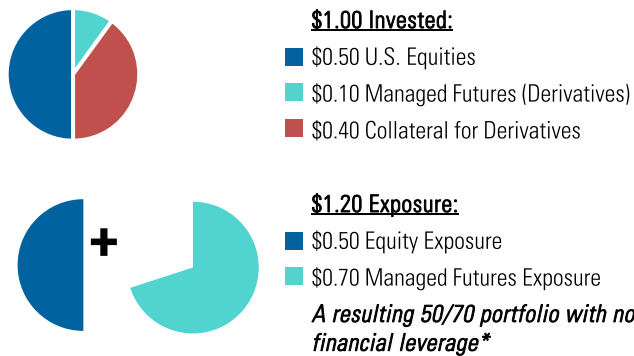 $1.00 Invested:
$0.50 U.S. Equities
$0.10 Managed Futures (Derivatives)
$0.40 Collateral for Derivatives
+
$1.20 Exposure:
$0.50 Equity Exposure
$0.70 Managed Futures Exposure
A resulting 50/70 portfolio with no
financial leverage*